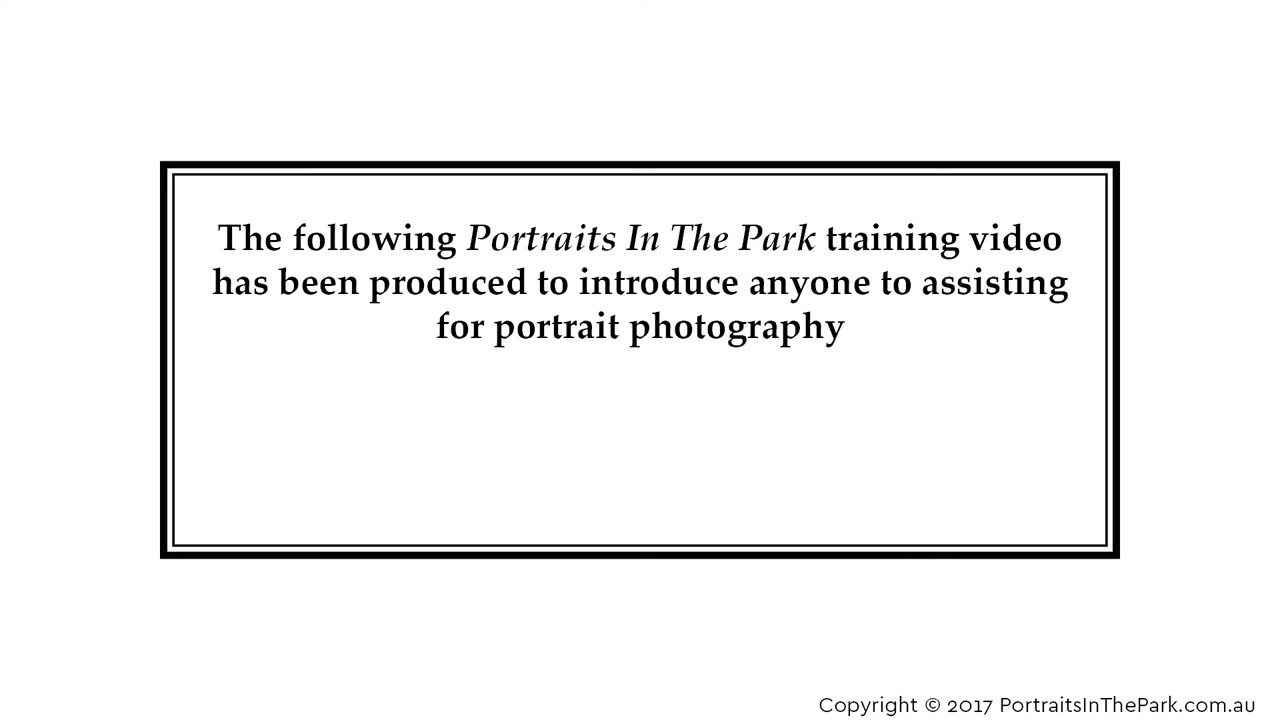 The following Portraits In The Park training video
has been produced to introduce anyone to assisting
for portrait photography
Copyright © 2017 PortraitsInThePark.com.au